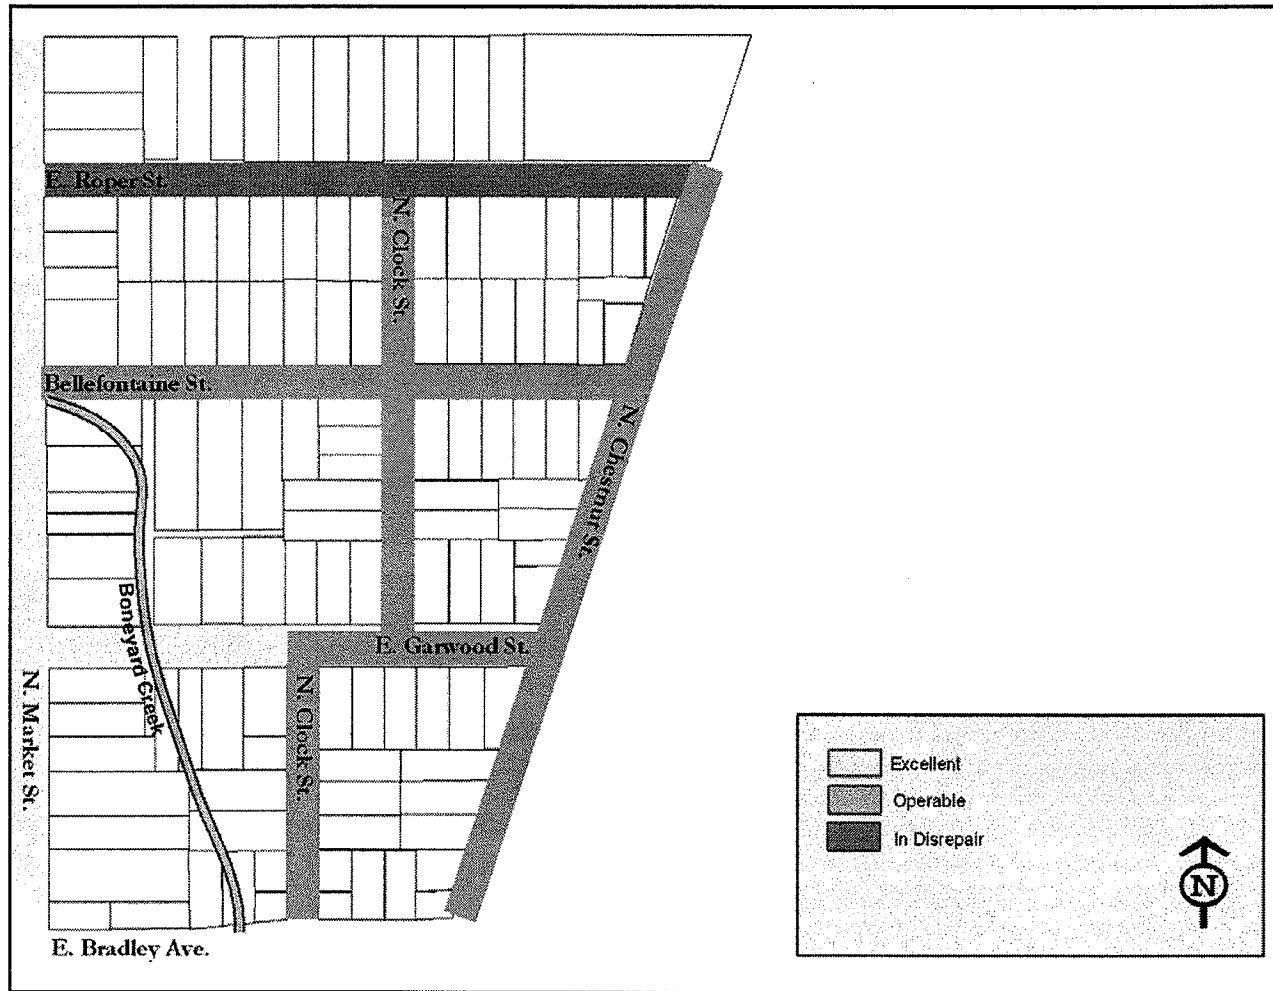 E. Roper St.
N. Clock St.
Bellefontaine St.
N. Chestnut St.
Boneyard Creek
E. Garwood St.
N. Market St.
N. Clock St.
E. Bradley Ave.
Excellent
Operable
In Disrepair
N